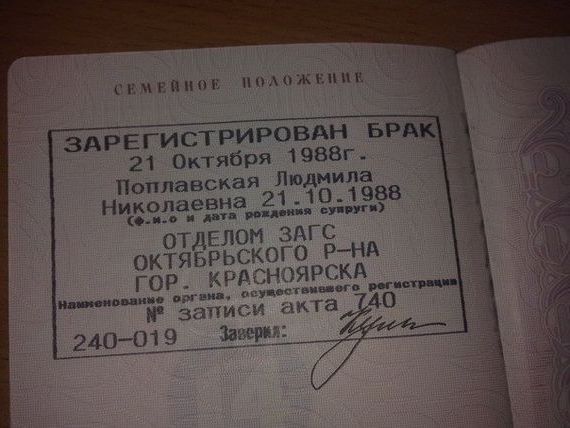 СЕМЕЙНОЕ ПОЛОЖЕНИЕ
ЗАРЕГИСТРИРОВАН БРАК
21 Октября 1988г.
Поплавская Людмила
Николаевна 21.10.1988
(ф.и.о и дата рождения супруги)
ОТДЕЛОМ ЗАГС
ОКТЯБРЬСКОГО Р-НА
ГОР. КРАСНОЯРСКА
Наименование органа, осуществившего регистрации
№ записи акта 740
240-019 Заверил: